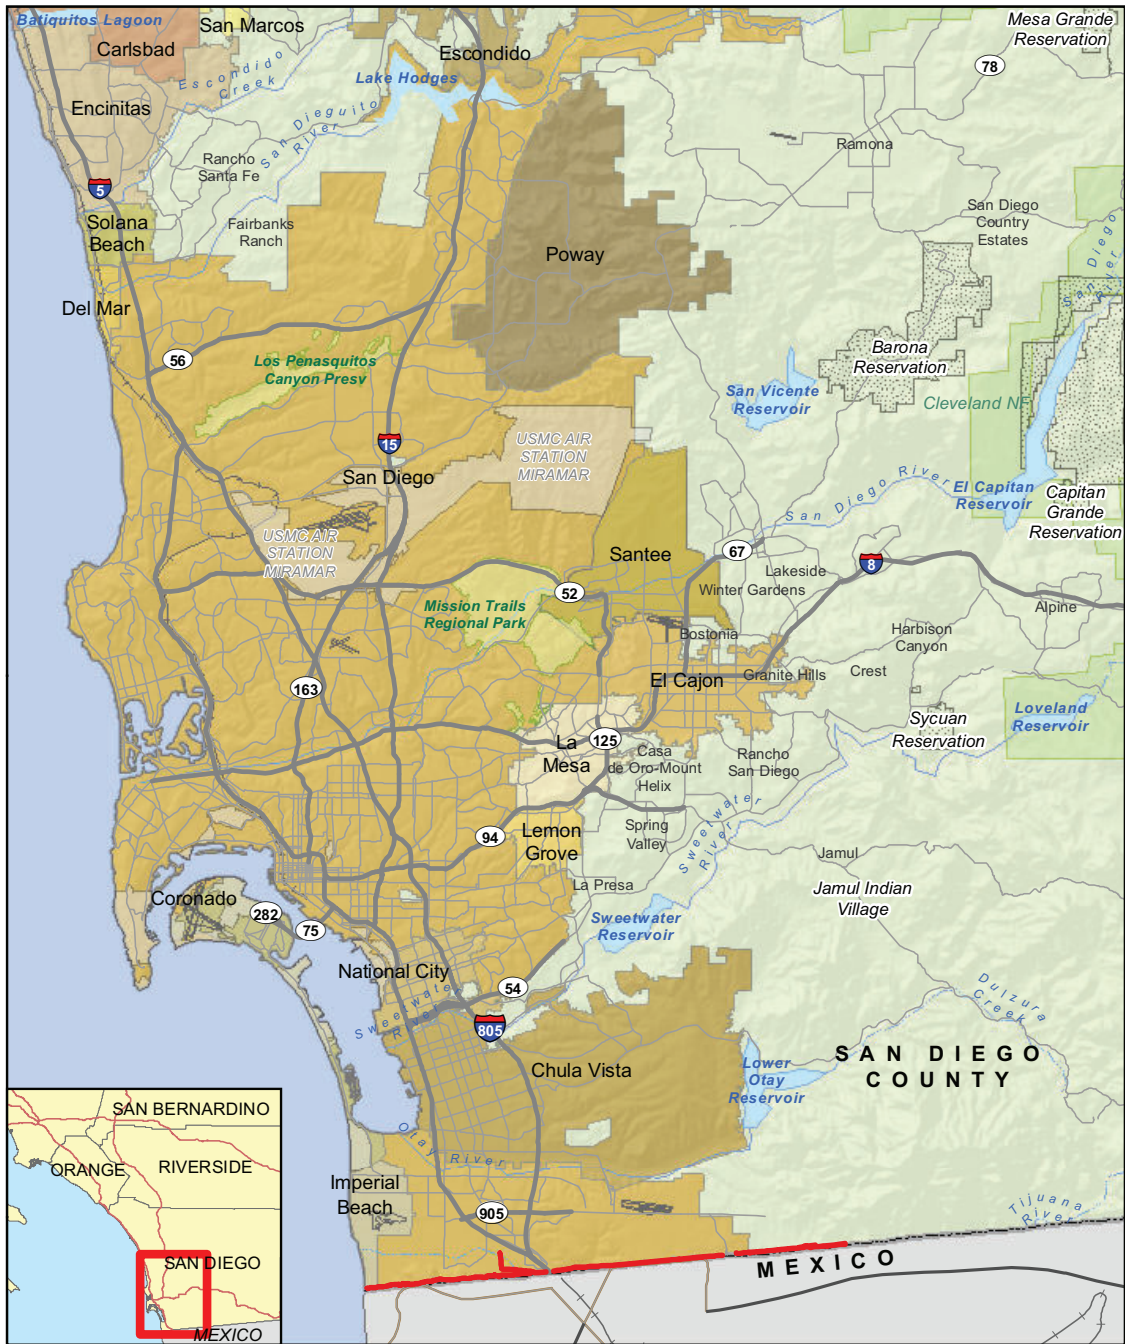 Batiquitos Lagoon
San Marcos
Carlsbad
Escondido
Mesa Grande
Reservation
78
Lake Hodges
Escondido
Creek
Encinitas
San Dieguito
River
Ramona
Rancho
Santa Fe
5
San Diego
Country
Estates
Solana
Beach
Fairbanks
Ranch
San Diego
River
Poway
Del Mar
56
Los Penasquitos
Canyon Presv
Barona
Reservation
San Vicente
Reservoir
Cleveland NF
15
USMC AIR
STATION
MIRAMAR
San Diego
San Diego River
El Capitan
Reservoir
Capitan
Grande
Reservation
USMC AIR
STATION
MIRAMAR
Santee
67
8
Lakeside
Winter Gardens
52
Mission Trails
Regional Park
Alpine
Bostonia
Harbison
Canyon
El Cajon
Granite Hills
Crest
163
Loveland
Reservoir
Sycuan
Reservation
125
La
Mesa
Casa
de Oro-Mount
Helix
Rancho
San Diego
Sweetwater
River
94
Lemon
Grove
Spring
Valley
Jamul
La Presa
Jamul Indian
Village
Coronado
282
75
Sweetwater
Reservoir
National City
54
Sweetwater
River
Dulzura
Creek
805
SAN DIEGO
COUNTY
Chula Vista
Lower
Otay
Reservoir
SAN BERNARDINO
ORANGE
RIVERSIDE
Otay River
Imperial
Beach
905
Tijuana
River
SAN DIEGO
MEXICO
MEXICO